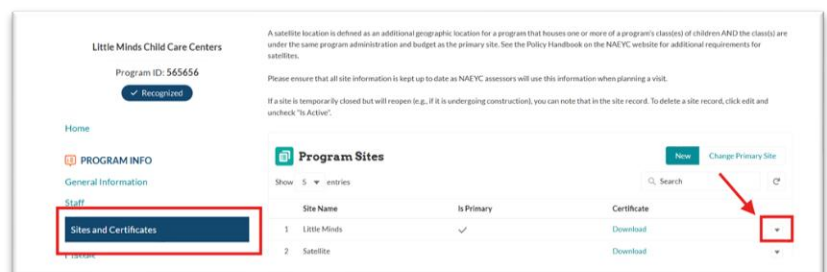 Little Minds Child Care Centers
Program ID: 565656
✓ Recognized
Home
PROGRAM INFO
General Information
Staff
Sites and Certificates
A satellite location is defined as an additional geographic location for a program that houses one or more of a program's class(es) of children AND the class(s) are
under the same program administration and budget as the primary site. See the Policy Handbook on the NAEYC website for additional requirements for
satellites.
Please ensure that all site information is kept up to date as NAEYC assessors will use this information when planning a visit.
If a site is temporarily closed but will reopen (e.g., if it is undergoing construction), you can note that in the site record. To delete a site record, click edit and
uncheck "Is Active".
Program Sites
New Change Primary Site
Show 5 entries
Search
Site Name Is Primary Certificate
1 Little Minds ✓ Download
2 Satellite Download